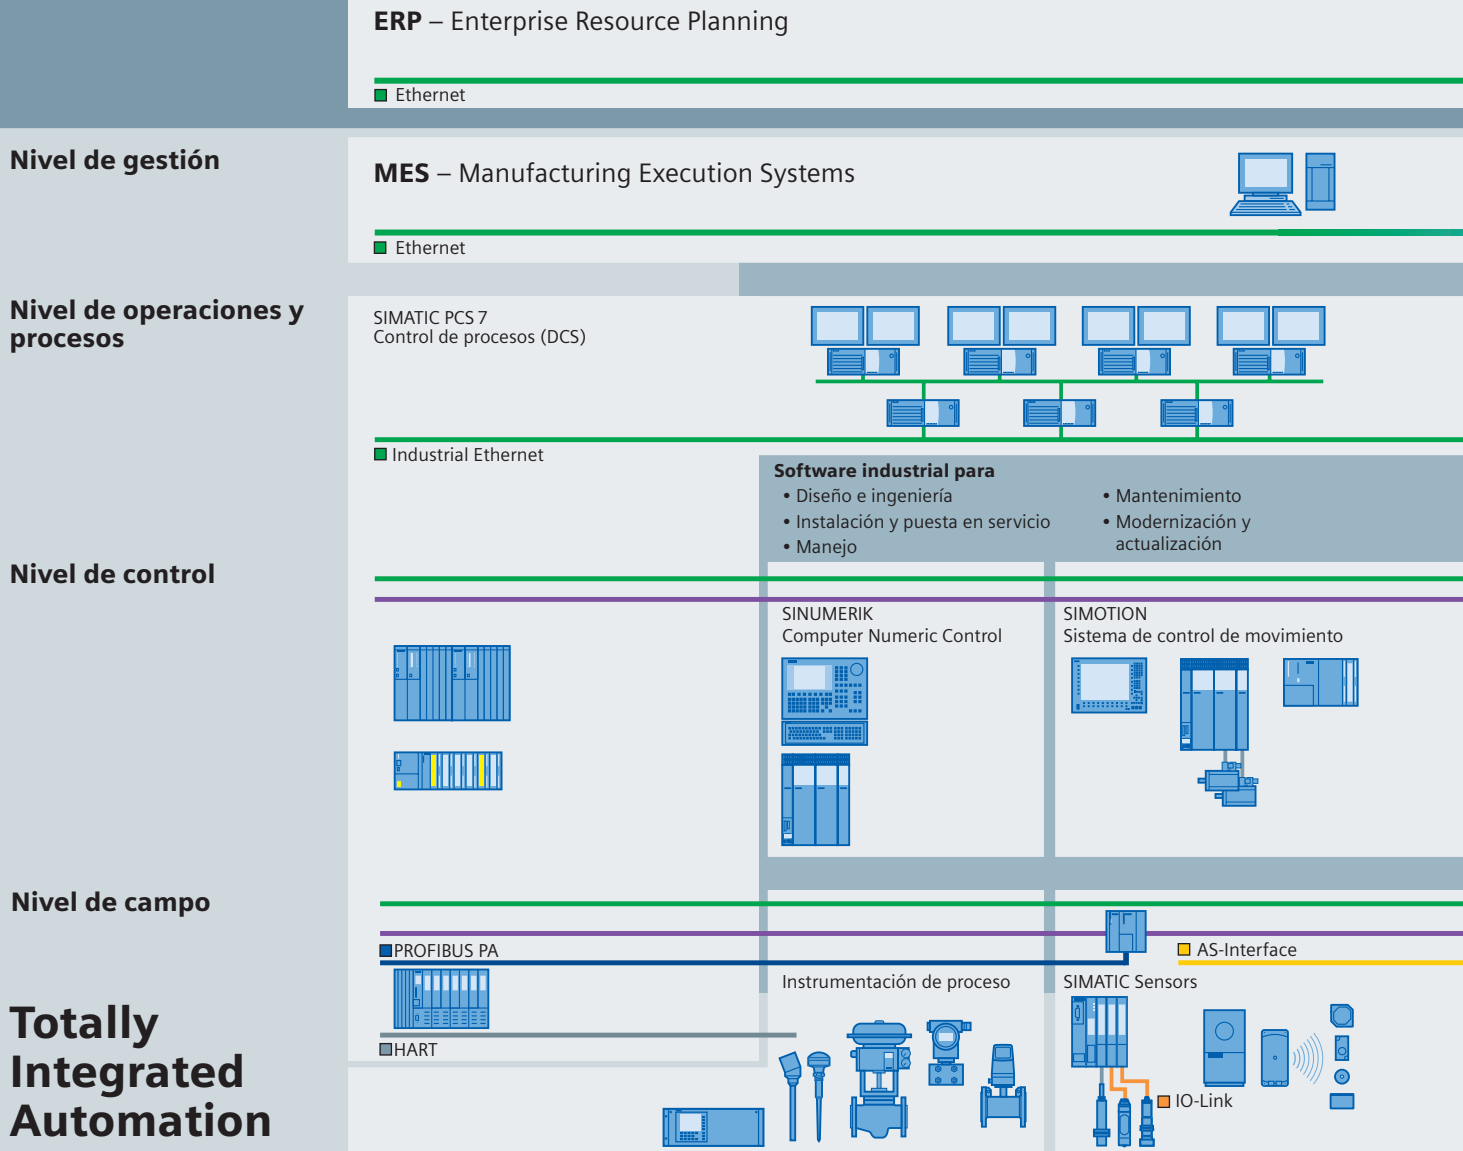 ERP – Enterprise Resource Planning
Ethernet
Nivel de gestión
MES – Manufacturing Execution Systems
Ethernet
Nivel de operaciones y
procesos
SIMATIC PCS 7
Control de procesos (DCS)
Industrial Ethernet
Software industrial para
• Diseño e ingeniería
• Instalación y puesta en servicio
• Manejo
• Mantenimiento
• Modernización y
actualización
Nivel de control
SINUMERIK
Computer Numeric Control
SIMOTION
Sistema de control de movimiento
Nivel de campo
PROFIBUS PA
AS-Interface
Instrumentación de proceso
SIMATIC Sensors
HART
IO-Link
Totally
Integrated
Automation